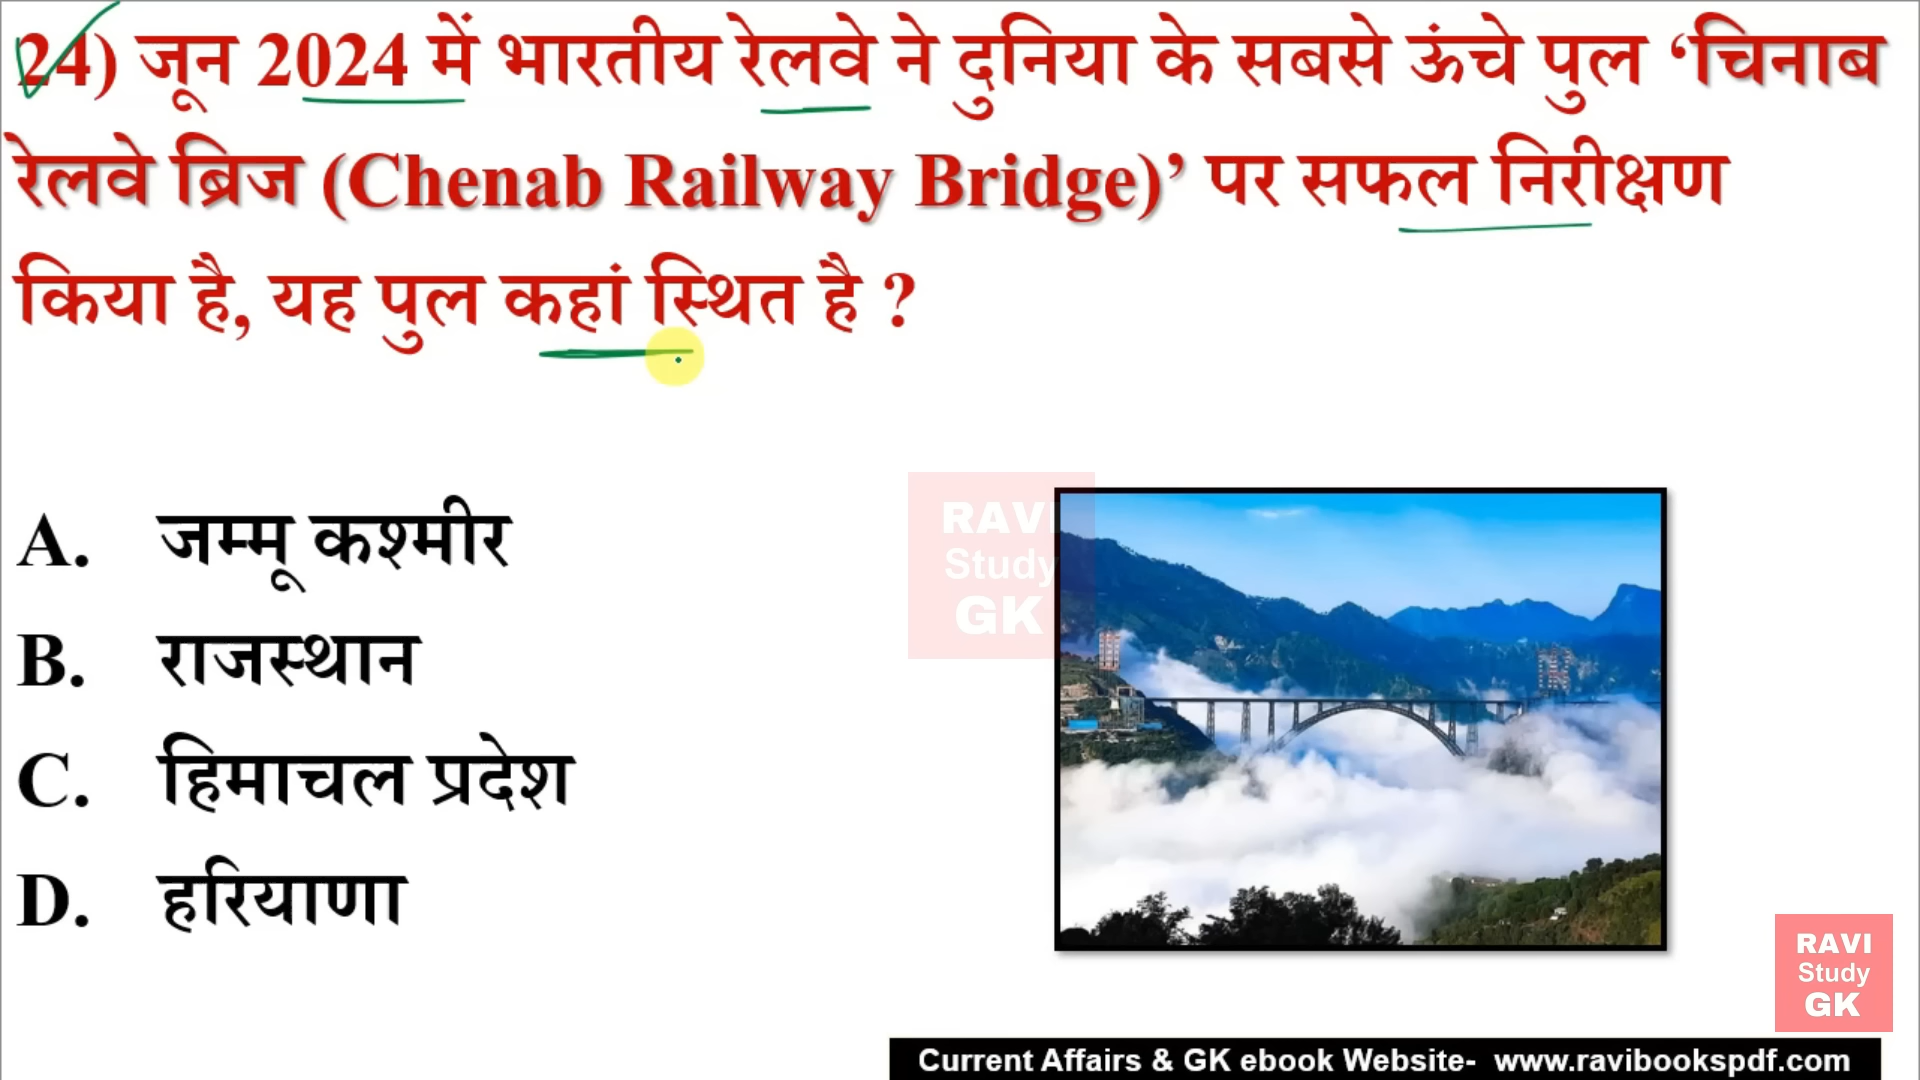 24) जून 2024 में भारतीय रेलवे ने दुनिया के सबसे ऊंचे पुल ‘चिनाब
रेलवे ब्रिज (Chenab Railway Bridge)’ पर सफल निरीक्षण
किया है, यह पुल कहां स्थित है ?
A. जम्मू कश्मीर
B. राजस्थान
C. हिमाचल प्रदेश
D. हरियाणा
RAVI
Study
GK
RAVI
Study
GK
Current Affairs & GK ebook Website- www.ravibookspdf.com